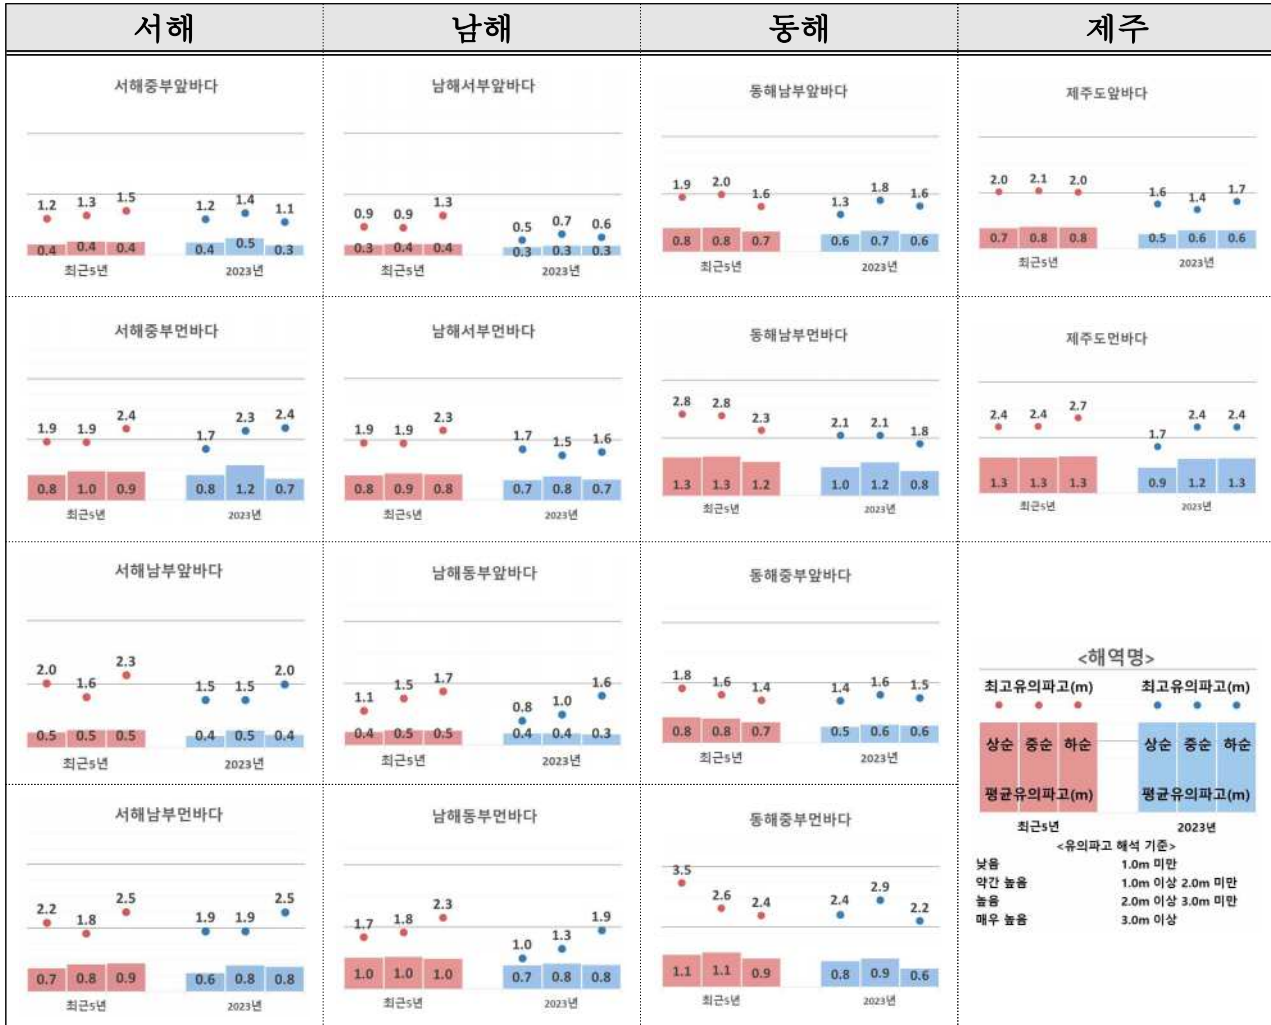 서해 남해 동해 제주
서해중부앞바다
1.2 1.3 1.5 1.2 1.4 1.1
0.4 0.4 0.4 0.4 0.5 0.3
최근5년 2023년
남해서부앞바다
0.9 0.9 1.3 0.5 0.7 0.6
0.3 0.4 0.4 0.3 0.3 0.3
최근5년 2023년
동해남부앞바다
1.9 2.0 1.6 1.3 1.8 1.6
0.8 0.8 0.7 0.6 0.7 0.6
최근5년 2023년
제주도앞바다
2.0 2.1 2.0 1.6 1.4 1.7
0.7 0.8 0.8 0.5 0.6 0.6
최근5년 2023년
서해중부먼바다
1.9 1.9 2.4 1.7 2.3 2.4
0.8 1.0 0.9 0.8 1.2 0.7
최근5년 2023년
남해서부먼바다
1.9 1.9 2.3 1.7 1.5 1.6
0.8 0.9 0.8 0.7 0.8 0.7
최근5년 2023년
동해남부먼바다
2.8 2.8 2.3 2.1 2.1 1.8
1.3 1.3 1.2 1.0 1.2 0.8
최근5년 2023년
제주도먼바다
2.4 2.4 2.7 1.7 2.4 2.4
1.3 1.3 1.3 0.9 1.2 1.3
최근5년 2023년
서해남부앞바다
2.0 1.6 2.3 1.5 1.5 2.0
0.5 0.5 0.5 0.4 0.5 0.4
최근5년 2023년
남해동부앞바다
1.1 1.5 1.7 0.8 1.0 1.6
0.4 0.5 0.5 0.4 0.4 0.3
최근5년 2023년
동해중부앞바다
1.8 1.6 1.4 1.4 1.6 1.5
0.8 0.8 0.7 0.5 0.6 0.6
최근5년 2023년
서해남부먼바다
2.2 1.8 2.5 1.9 1.9 2.5
0.7 0.8 0.9 0.6 0.8 0.8
최근5년 2023년
남해동부먼바다
1.7 1.8 2.3 1.0 1.3 1.9
1.0 1.0 1.0 0.7 0.8 0.8
최근5년 2023년
동해중부먼바다
3.5 2.6 2.4 2.4 2.9 2.2
1.1 1.1 0.9 0.8 0.9 0.6
최근5년 2023년
<해역명>
최고유의파고(m) 최고유의파고(m)
상순 중순 하순 상순 중순 하순
평균유의파고(m) 평균유의파고(m)
최근5년 2023년
<유의파고 해석 기준>
낮음 1.0m 미만
약간 높음 1.0m 이상 2.0m 미만
높음 2.0m 이상 3.0m 미만
매우 높음 3.0m 이상